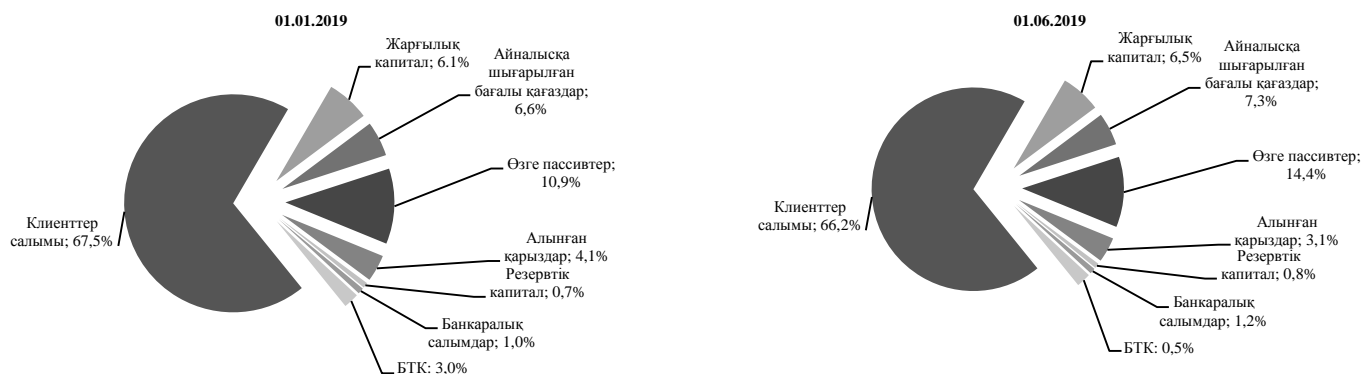 01.01.2019
Жарғылық
капитал; 6.1%
Айналысқа
шығарылған
бағалы қағаздар;
6,6%
Өзге пассивтер;
10,9%
Клиенттер
салымы; 67,5%
Алынған
қарыздар; 4,1%
Резервтік
капитал; 0,7%
Банкаралық
салымдар; 1,0%
БТК: 3,0%
01.06.2019
Жарғылық
капитал; 6,5%
Айналысқа
шығарылған
бағалы қағаздар;
7,3%
Өзге пассивтер;
14,4%
Клиенттер
салымы; 66,2%
Алынған
қарыздар; 3,1%
Резервтік
капитал; 0,8%
Банкаралық
салымдар; 1,2%
БТК: 0,5%